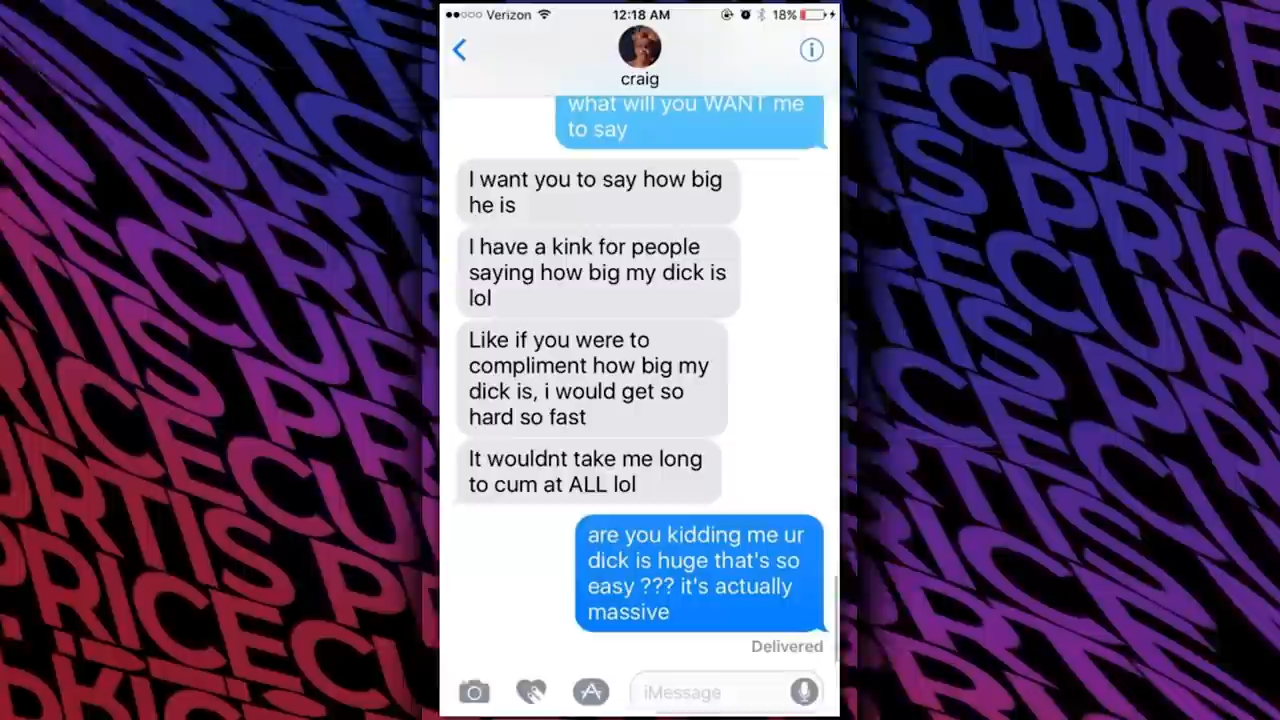 Verizon 12:18 AM 18%
craig
what will you WANT me
to say
I want you to say how big
he is
I have a kink for people
saying how big my dick is
lol
Like if you were to
compliment how big my
dick is, i would get so
hard so fast
It wouldnt take me long
to cum at ALL lol
are you kidding me ur
dick is huge that's so
easy ??? it's actually
massive
Delivered
iMessage
CURTIS PRICE